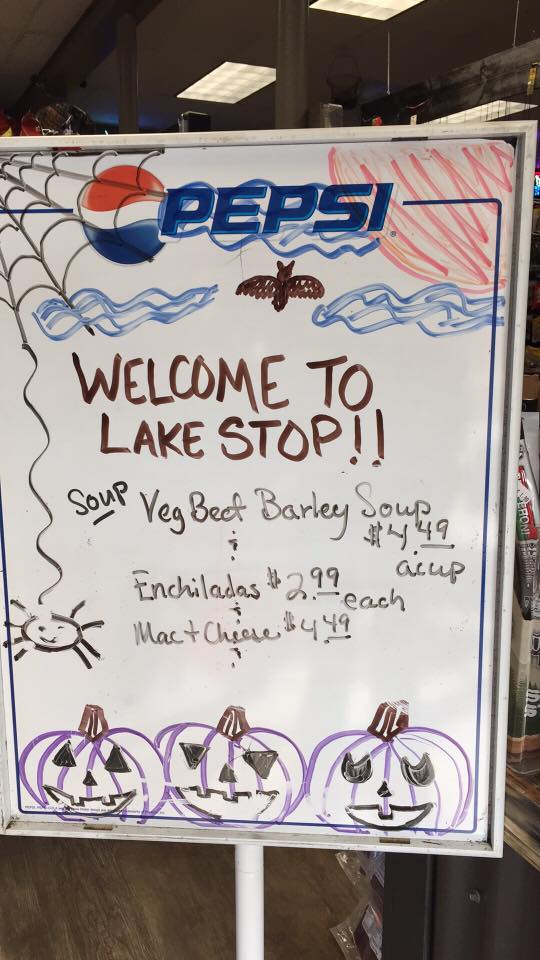 PEPSI
WELCOME TO
LAKE STOP!!
Soup Veg Beef Barley Soup
$4.49
a cup
Enchiladas $2.99
each
Mac + Cheese $4.49